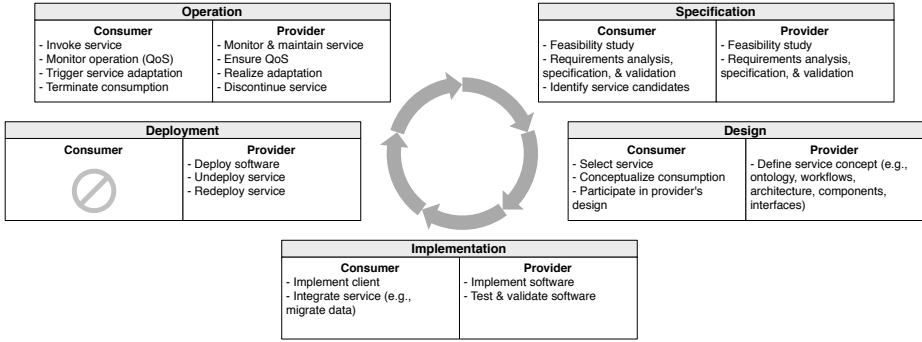 Operation
Consumer
- Invoke service
- Monitor operation (QoS)
- Trigger service adaptation
- Terminate consumption
Provider
- Monitor & maintain service
- Ensure QoS
- Realize adaptation
- Discontinue service
Specification
Consumer
- Feasibility study
- Requirements analysis,
specification, & validation
- Identify service candidates
Provider
- Feasibility study
- Requirements analysis,
specification, & validation
Deployment
Consumer
Provider
- Deploy software
- Undeploy service
- Redeploy service
Design
Consumer
- Select service
- Conceptualize consumption
- Participate in provider's
design
Provider
- Define service concept (e.g.,
ontology, workflows,
architecture, components,
interfaces)
Implementation
Consumer
- Implement client
- Integrate service (e.g.,
migrate data)
Provider
- Implement software
- Test & validate software